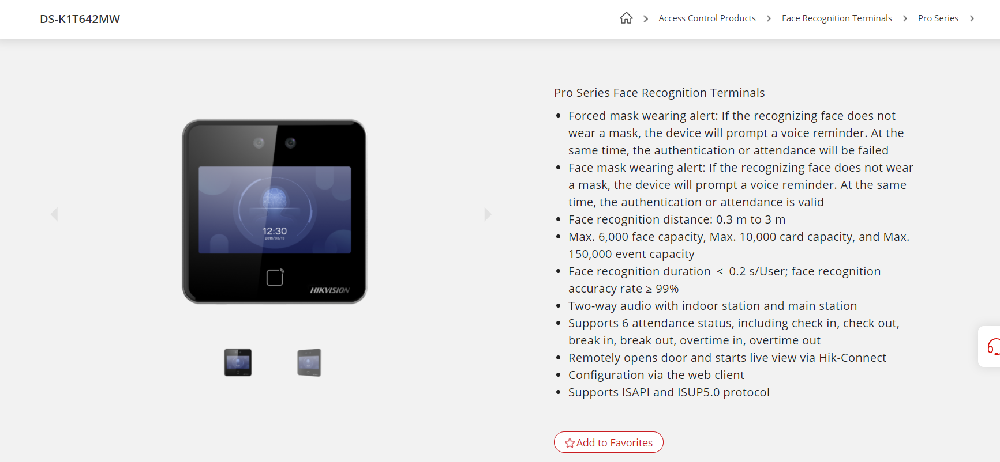 DS-K1T642MW
Access Control Products
Face Recognition Terminals
Pro Series
12:30
2018/03/19
HIKVISION
Pro Series Face Recognition Terminals
Forced mask wearing alert: If the recognizing face does not
wear a mask, the device will prompt a voice reminder. At the
same time, the authentication or attendance will be failed
Face mask wearing alert: If the recognizing face does not wear
a mask, the device will prompt a voice reminder. At the same
time, the authentication or attendance is valid
Face recognition distance: 0.3 m to 3 m
Max. 6,000 face capacity, Max. 10,000 card capacity, and Max.
150,000 event capacity
Face recognition duration < 0.2 s/User; face recognition
accuracy rate ≥ 99%
Two-way audio with indoor station and main station
Supports 6 attendance status, including check in, check out,
break in, break out, overtime in, overtime out
Remotely opens door and starts live view via Hik-Connect
Configuration via the web client
Supports ISAPI and ISUP5.0 protocol
Add to Favorites